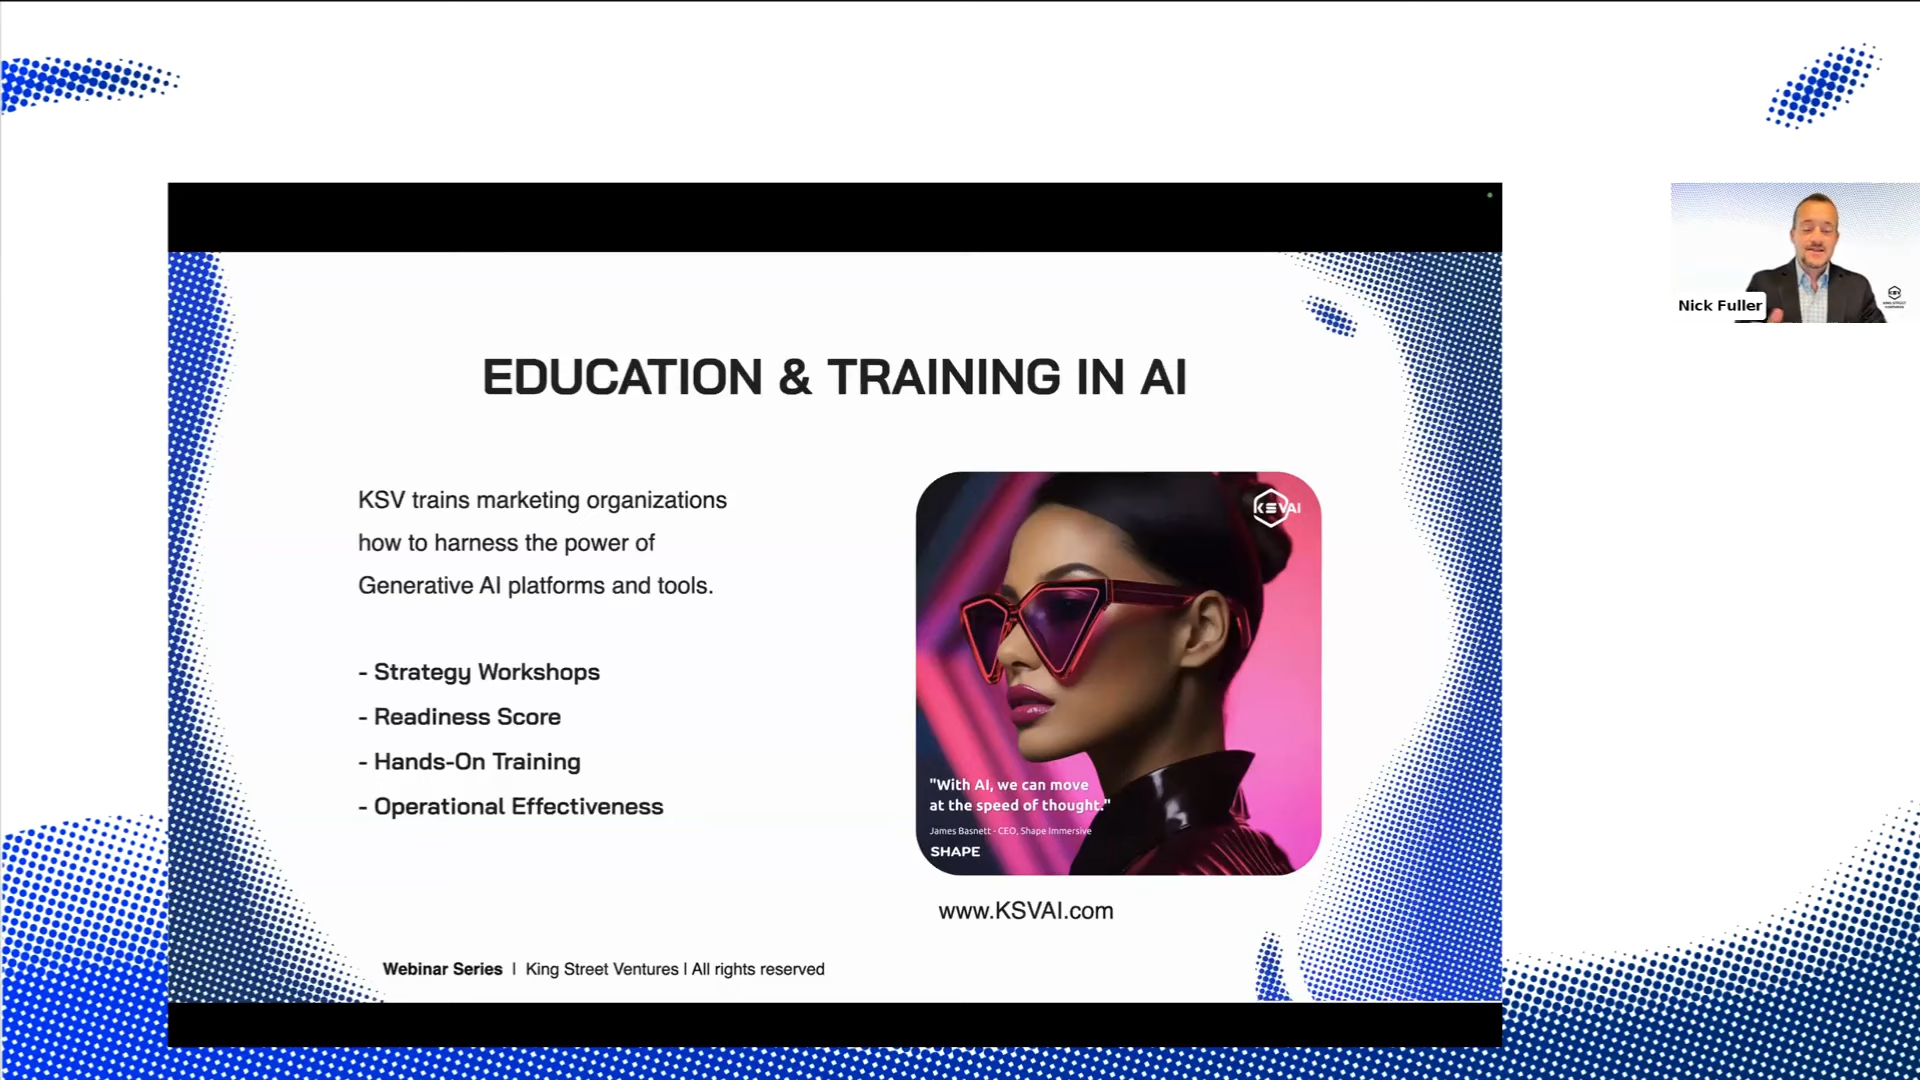 EDUCATION & TRAINING IN AI
KSV trains marketing organizations
how to harness the power of
Generative AI platforms and tools.
- Strategy Workshops
- Readiness Score
- Hands-On Training
- Operational Effectiveness
KSVAI
"With AI, we can move
at the speed of thought."
James Basnett - CEO, Shape Immersive
SHAPE
www.KSVAI.com
Webinar Series | King Street Ventures | All rights reserved
Nick Fuller
KSV